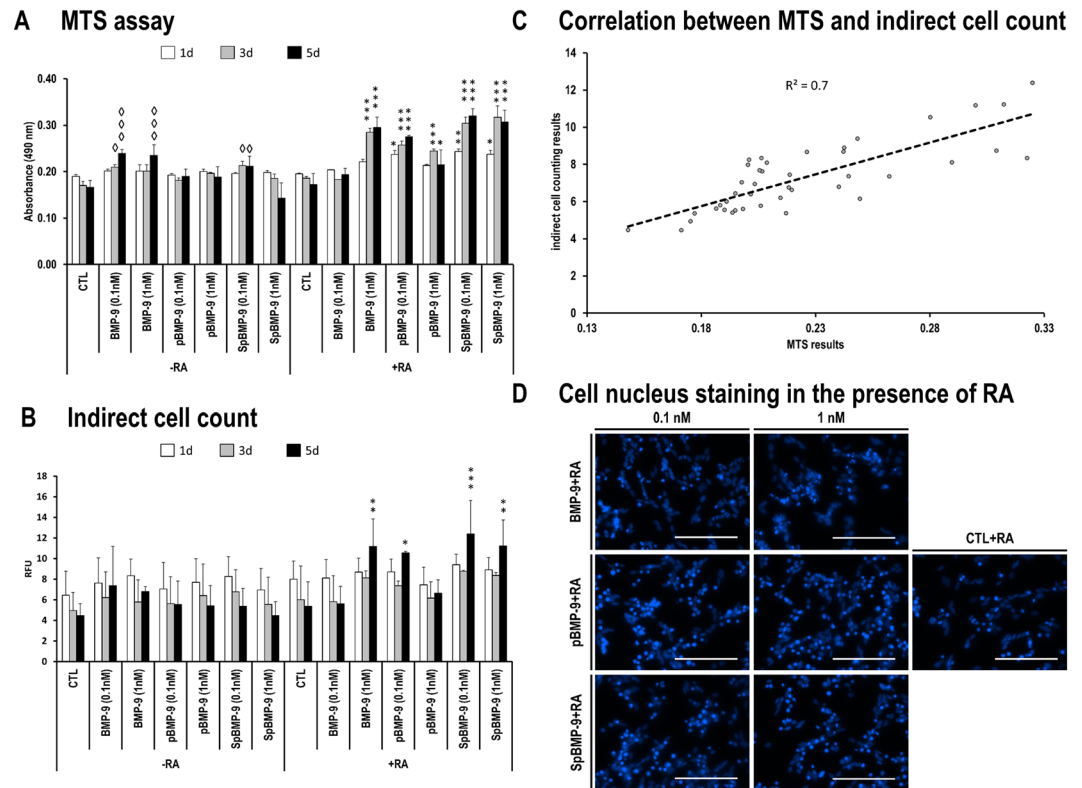 A MTS assay
1d 3d 5d
Absorbance (490 nm)
0.40
0.30
0.20
0.10
0.00
CTL
BMP-9 (0.1nM)
BMP-9 (1nM)
pBMP-9 (0.1nM)
pBMP-9 (1nM)
SpBMP-9 (0.1nM)
SpBMP-9 (1nM)
CTL
BMP-9 (0.1nM)
BMP-9 (1nM)
pBMP-9 (0.1nM)
pBMP-9 (1nM)
SpBMP-9 (0.1nM)
SpBMP-9 (1nM)
-RA
+RA
B Indirect cell count
1d 3d 5d
RFU
18
16
14
12
10
8
6
4
2
0
CTL
BMP-9 (0.1nM)
BMP-9 (1nM)
pBMP-9 (0.1nM)
pBMP-9 (1nM)
SpBMP-9 (0.1nM)
SpBMP-9 (1nM)
CTL
BMP-9 (0.1nM)
BMP-9 (1nM)
pBMP-9 (0.1nM)
pBMP-9 (1nM)
SpBMP-9 (0.1nM)
SpBMP-9 (1nM)
-RA
+RA
C Correlation between MTS and indirect cell count
indirect cell counting results
14
12
10
8
6
4
2
0
R² = 0.7
0.13 0.18 0.23 0.28 0.33
MTS results
D Cell nucleus staining in the presence of RA
0.1 nM 1 nM
BMP-9+RA
pBMP-9+RA
SpBMP-9+RA
CTL+RA